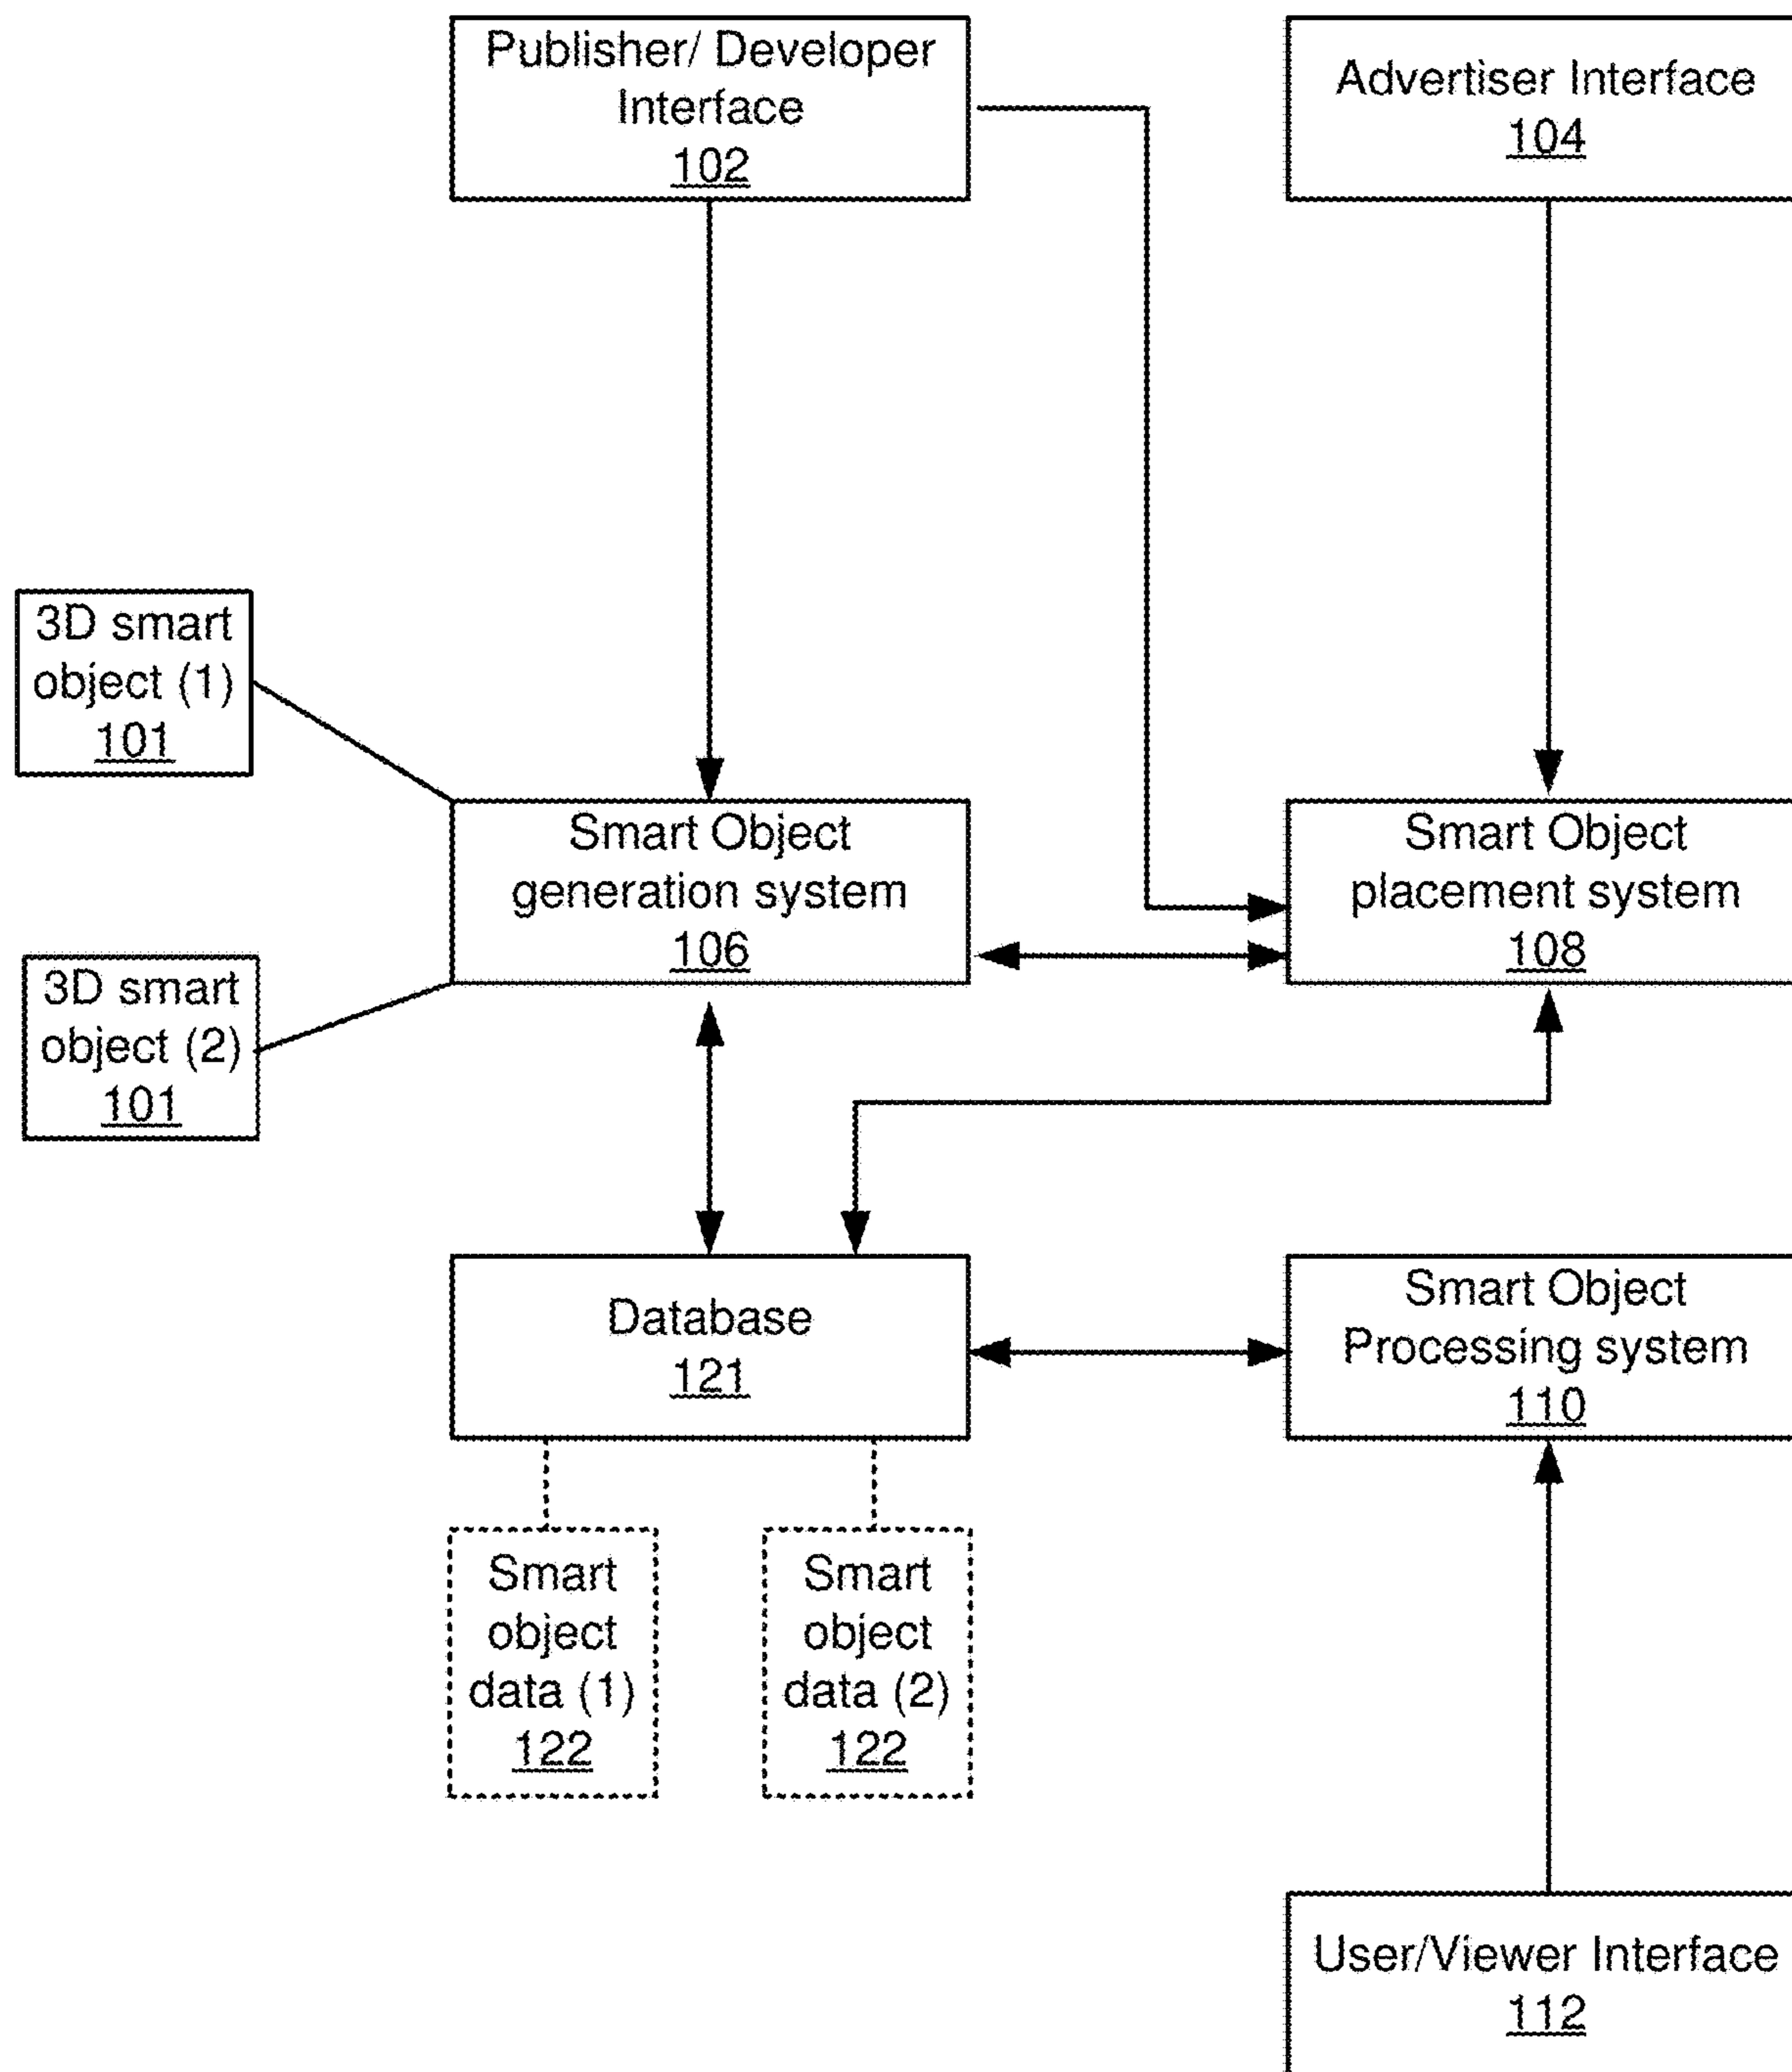 Publisher/ Developer
Interface
102
Advertiser Interface
104
3D smart
object (1)
101
Smart Object
generation system
106
Smart Object
placement system
108
3D smart
object (2)
101
Database
121
Smart Object
Processing system
110
Smart
object
data (1)
122
Smart
object
data (2)
122
User/Viewer Interface
112